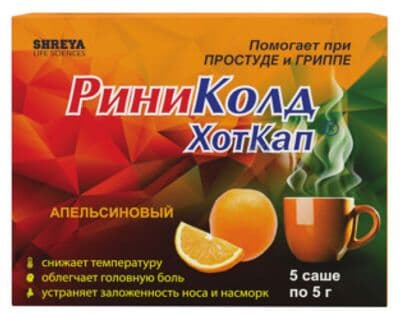 SHREYA
LIFE SCIENCES
Помогает при
ПРОСТУДЕ и ГРИППЕ
РиниКолд
ХотКап®
АПЕЛЬСИНОВЫЙ
снижает температуру
облегчает головную боль
устраняет заложенность носа и насморк
5 саше
по 5 г